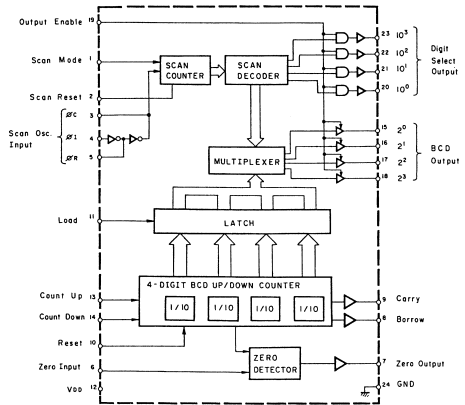 Output Enable 19
Scan Mode 1
Scan Reset 2
Scan Osc. Input
ØC 3
ØI 4
ØR 5
Load 11
Count Up 13
Count Down 14
Reset 10
Zero Input 6
VDD 12
SCAN COUNTER
SCAN DECODER
MULTIPLEXER
LATCH
4-DIGIT BCD UP/DOWN COUNTER
1/10 1/10 1/10 1/10
ZERO DETECTOR
23 10³
22 10²
21 10¹
20 10⁰
Digit Select Output
15 2⁰
16 2¹
17 2²
18 2³
BCD Output
9 Carry
8 Borrow
7 Zero Output
24 GND